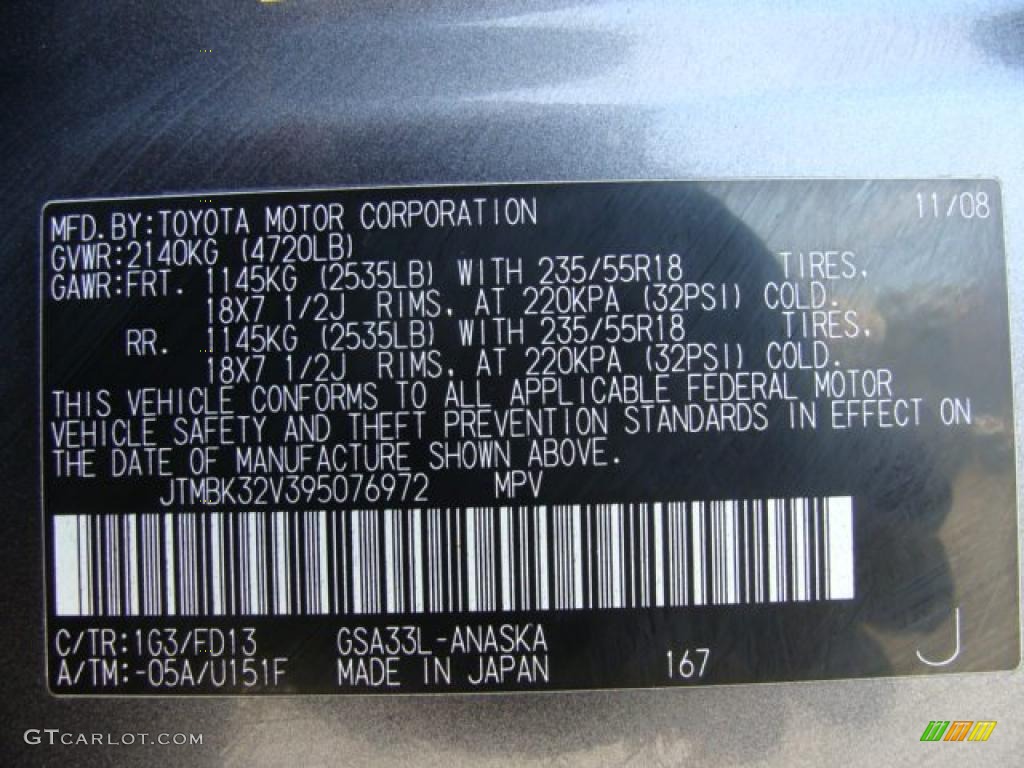 11/08
MFD.BY:TOYOTA MOTOR CORPORATION
GVWR:2140KG (4720LB)
GAWR:FRT. 1145KG (2535LB) WITH 235/55R18 TIRES.
18X7 1/2J RIMS. AT 220KPA (32PSI) COLD.
RR. 1145KG (2535LB) WITH 235/55R18 TIRES.
18X7 1/2J RIMS. AT 220KPA (32PSI) COLD.
THIS VEHICLE CONFORMS TO ALL APPLICABLE FEDERAL MOTOR
VEHICLE SAFETY AND THEFT PREVENTION STANDARDS IN EFFECT ON
THE DATE OF MANUFACTURE SHOWN ABOVE.
JTMBK32V395076972 MPV
C/TR:1G3/FD13 GSA33L-ANASKA
A/TM:-05A/U151F MADE IN JAPAN 167 J
GTCARLOT.COM